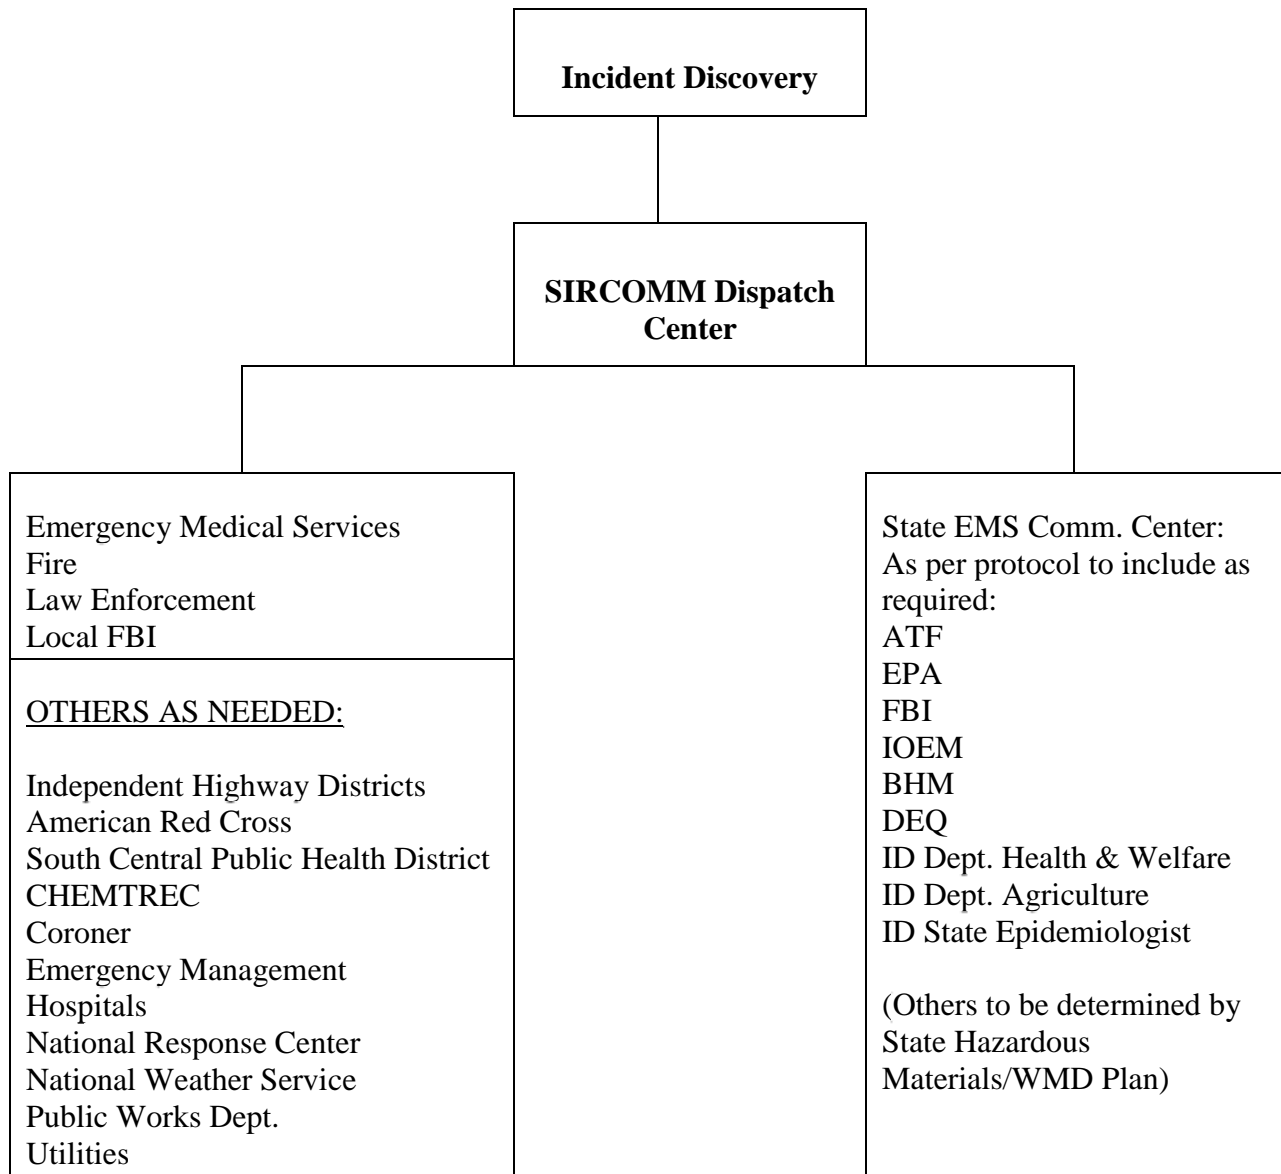 Incident Discovery
SIRCOMM Dispatch
Center
Emergency Medical Services
Fire
Law Enforcement
Local FBI
OTHERS AS NEEDED:
Independent Highway Districts
American Red Cross
South Central Public Health District
CHEMTREC
Coroner
Emergency Management
Hospitals
National Response Center
National Weather Service
Public Works Dept.
Utilities
State EMS Comm. Center:
As per protocol to include as
required:
ATF
EPA
FBI
IOEM
BHM
DEQ
ID Dept. Health & Welfare
ID Dept. Agriculture
ID State Epidemiologist
(Others to be determined by
State Hazardous
Materials/WMD Plan)